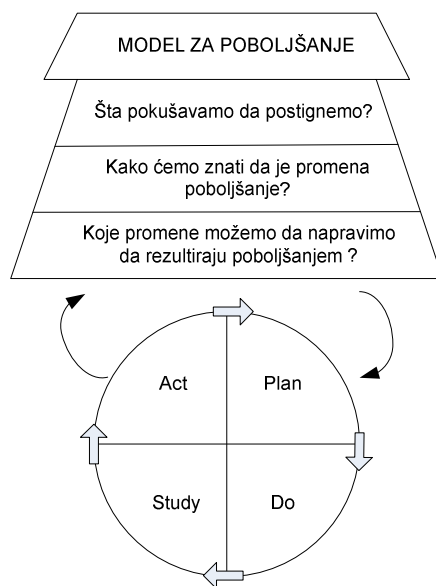 MODEL ZA POBOLJŠANJE
Šta pokušavamo da postignemo?
Kako ćemo znati da je promena
poboljšanje?
Koje promene možemo da napravimo
da rezultiraju poboljšanjem ?
Act
Plan
Study
Do